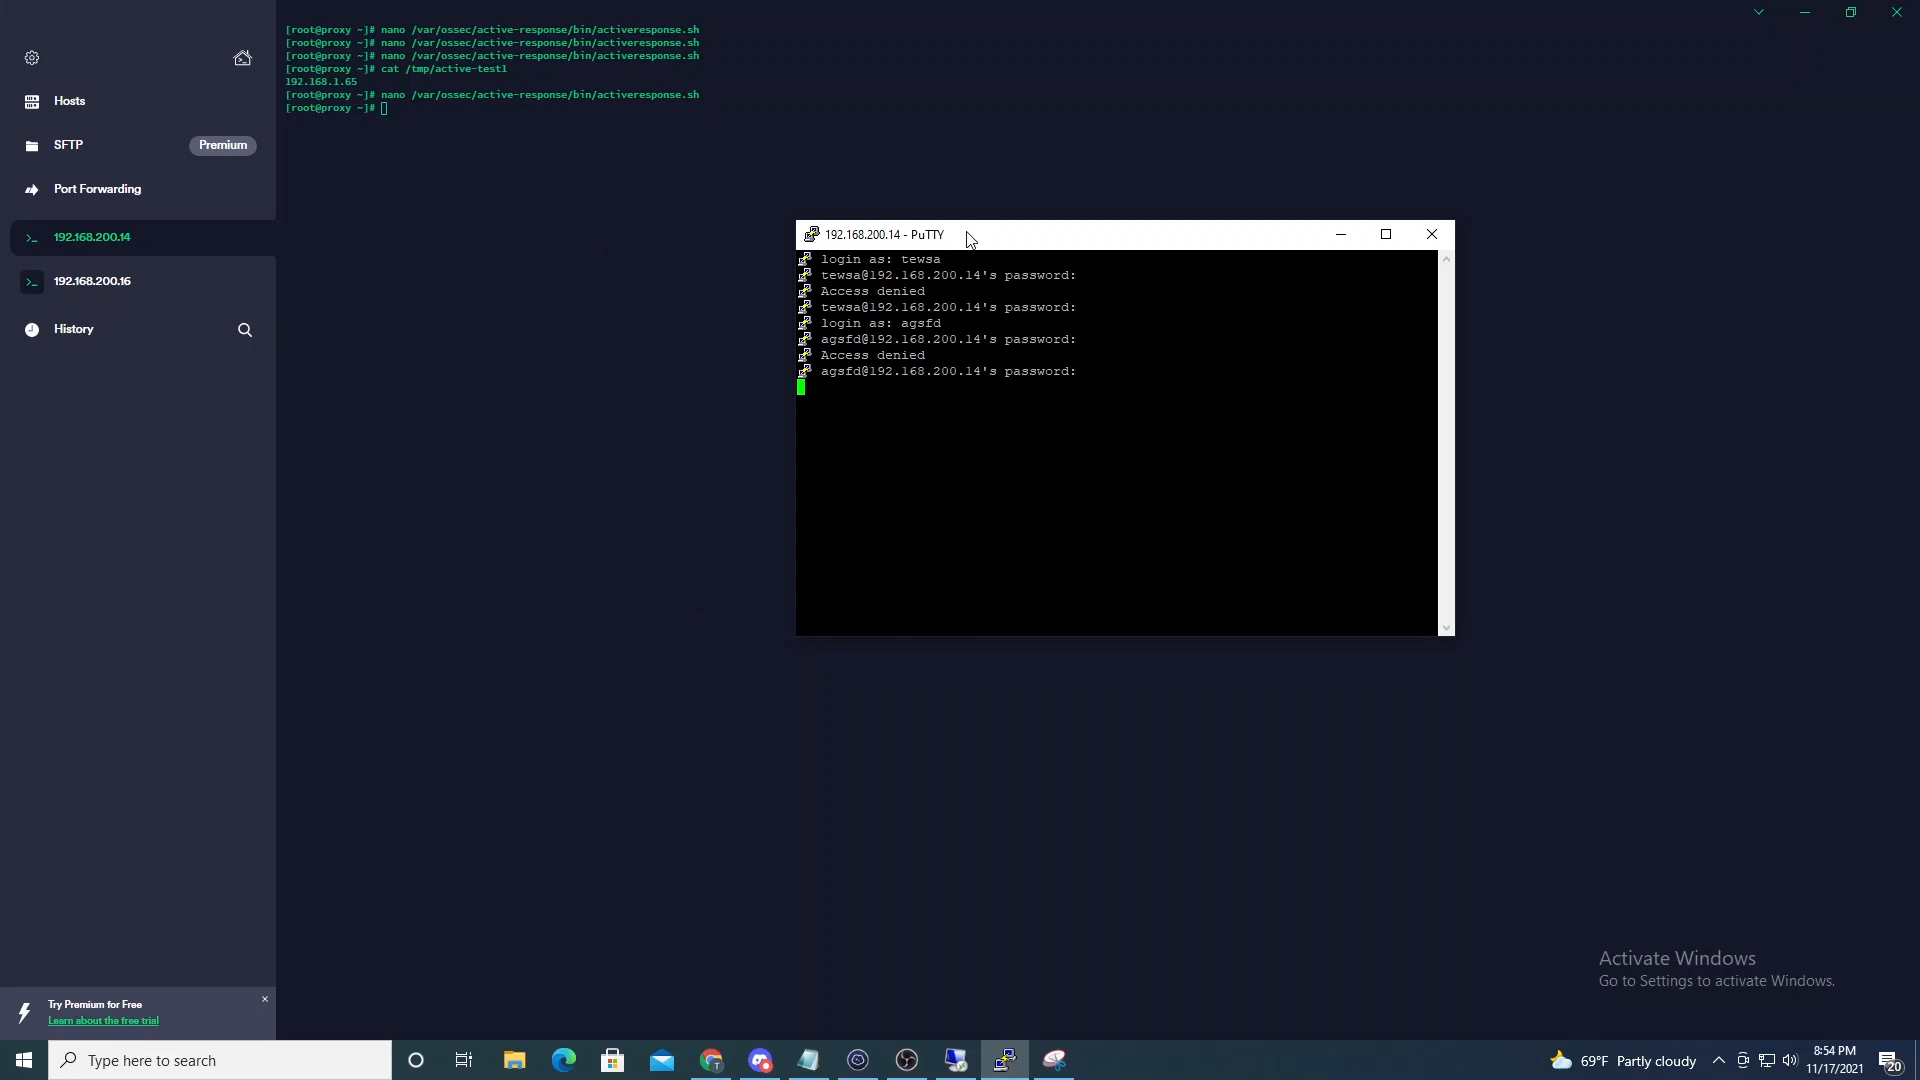 [root@proxy ~]# nano /var/ossec/active-response/bin/activeresponse.sh
[root@proxy ~]# nano /var/ossec/active-response/bin/activeresponse.sh
[root@proxy ~]# nano /var/ossec/active-response/bin/activeresponse.sh
[root@proxy ~]# cat /tmp/active-test1
192.168.1.65
[root@proxy ~]# nano /var/ossec/active-response/bin/activeresponse.sh
[root@proxy ~]#
Hosts
SFTP
Premium
Port Forwarding
192.168.200.14
192.168.200.16
History
192.168.200.14 - PuTTY
login as: tewsa
tewsa@192.168.200.14's password:
Access denied
tewsa@192.168.200.14's password:
login as: agsfd
agsfd@192.168.200.14's password:
Access denied
agsfd@192.168.200.14's password:
Activate Windows
Go to Settings to activate Windows.
Try Premium for Free
Learn about the free trial
Type here to search
69°F Partly cloudy
8:54 PM
11/17/2021
20